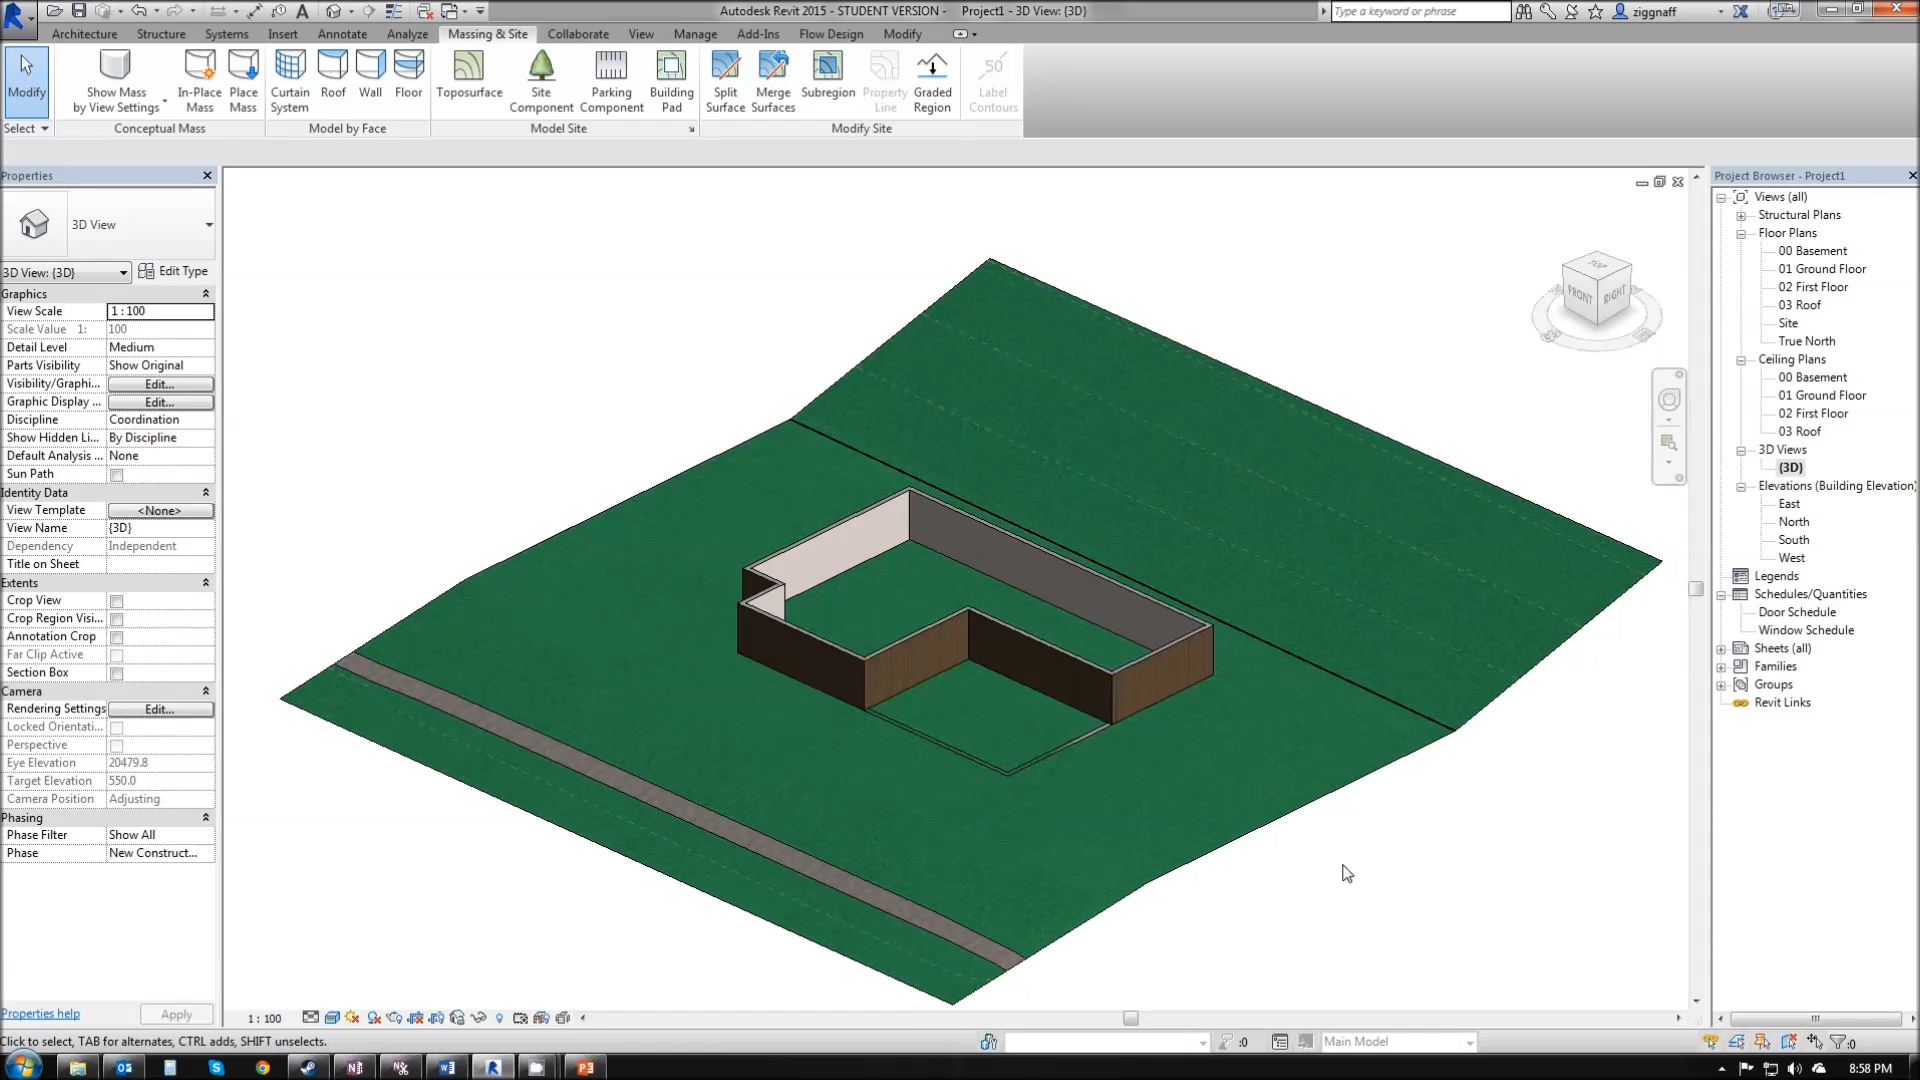 Autodesk Revit 2015 - STUDENT VERSION - Project1 - 3D View: {3D}
Type a keyword or phrase
ziggnaff
Architecture Structure Systems Insert Annotate Analyze Massing & Site Collaborate View Manage Add-Ins Flow Design Modify
Modify
Show Mass by View Settings
In-Place Mass
Place Mass
Curtain System
Roof
Wall
Floor
Toposurface
Site Component
Parking Component
Building Pad
Split Surface
Merge Surfaces
Subregion
Property Line
Graded Region
50
Label Contours
Select
Conceptual Mass
Model by Face
Model Site
Modify Site
Properties
3D View
3D View: {3D}
Edit Type
Graphics
View Scale 1 : 100
Scale Value 1: 100
Detail Level Medium
Parts Visibility Show Original
Visibility/Graphi... Edit...
Graphic Display ... Edit...
Discipline Coordination
Show Hidden Li... By Discipline
Default Analysis ... None
Sun Path
Identity Data
View Template <None>
View Name {3D}
Dependency Independent
Title on Sheet
Extents
Crop View
Crop Region Visi...
Annotation Crop
Far Clip Active
Section Box
Camera
Rendering Settings Edit...
Locked Orientati...
Perspective
Eye Elevation 20479.8
Target Elevation 550.0
Camera Position Adjusting
Phasing
Phase Filter Show All
Phase New Construct...
Properties help
Apply
TOP
FRONT
RIGHT
Project Browser - Project1
Views (all)
Structural Plans
Floor Plans
00 Basement
01 Ground Floor
02 First Floor
03 Roof
Site
True North
Ceiling Plans
00 Basement
01 Ground Floor
02 First Floor
03 Roof
3D Views
{3D}
Elevations (Building Elevation)
East
North
South
West
Legends
Schedules/Quantities
Door Schedule
Window Schedule
Sheets (all)
Families
Groups
Revit Links
1 : 100
Click to select, TAB for alternates, CTRL adds, SHIFT unselects.
:0
Main Model
:0
8:58 PM